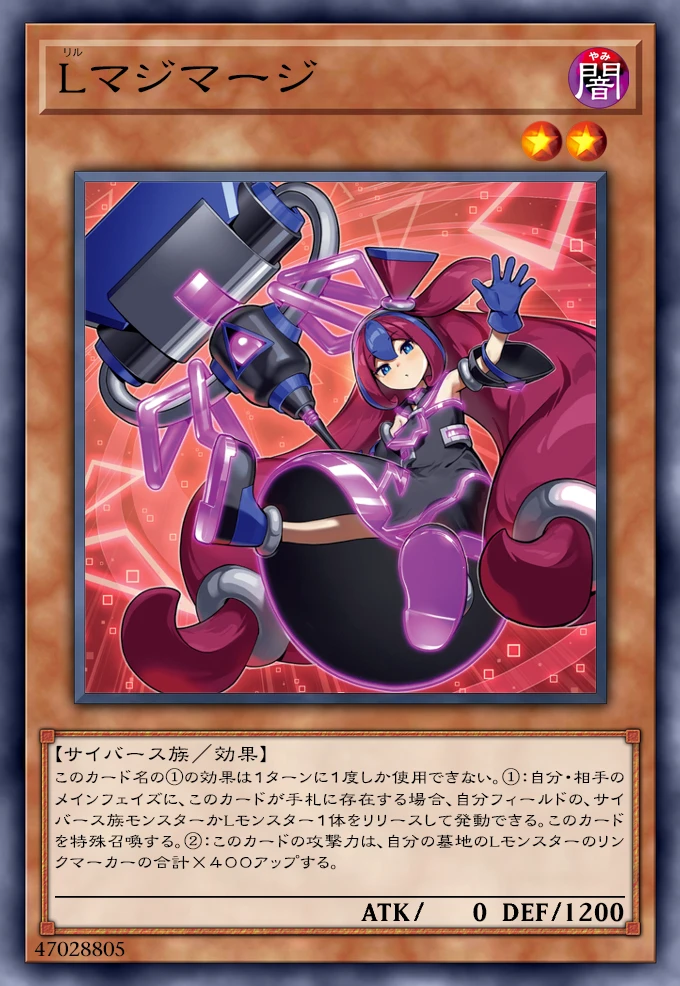 リル
Lマジマージ
やみ
闇
【サイバース族／効果】
このカード名の①の効果は１ターンに１度しか使用できない。①：自分・相手の
メインフェイズに、このカードが手札に存在する場合、自分フィールドの、サイ
バース族モンスターかLモンスター１体をリリースして発動できる。このカード
を特殊召喚する。②：このカードの攻撃力は、自分の墓地のLモンスターのリン
クマーカーの合計×４００アップする。
ATK/ 0 DEF/1200
47028805